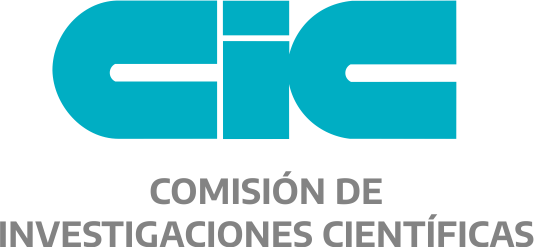 CiC
COMISIÓN DE
INVESTIGACIONES CIENTÍFICAS